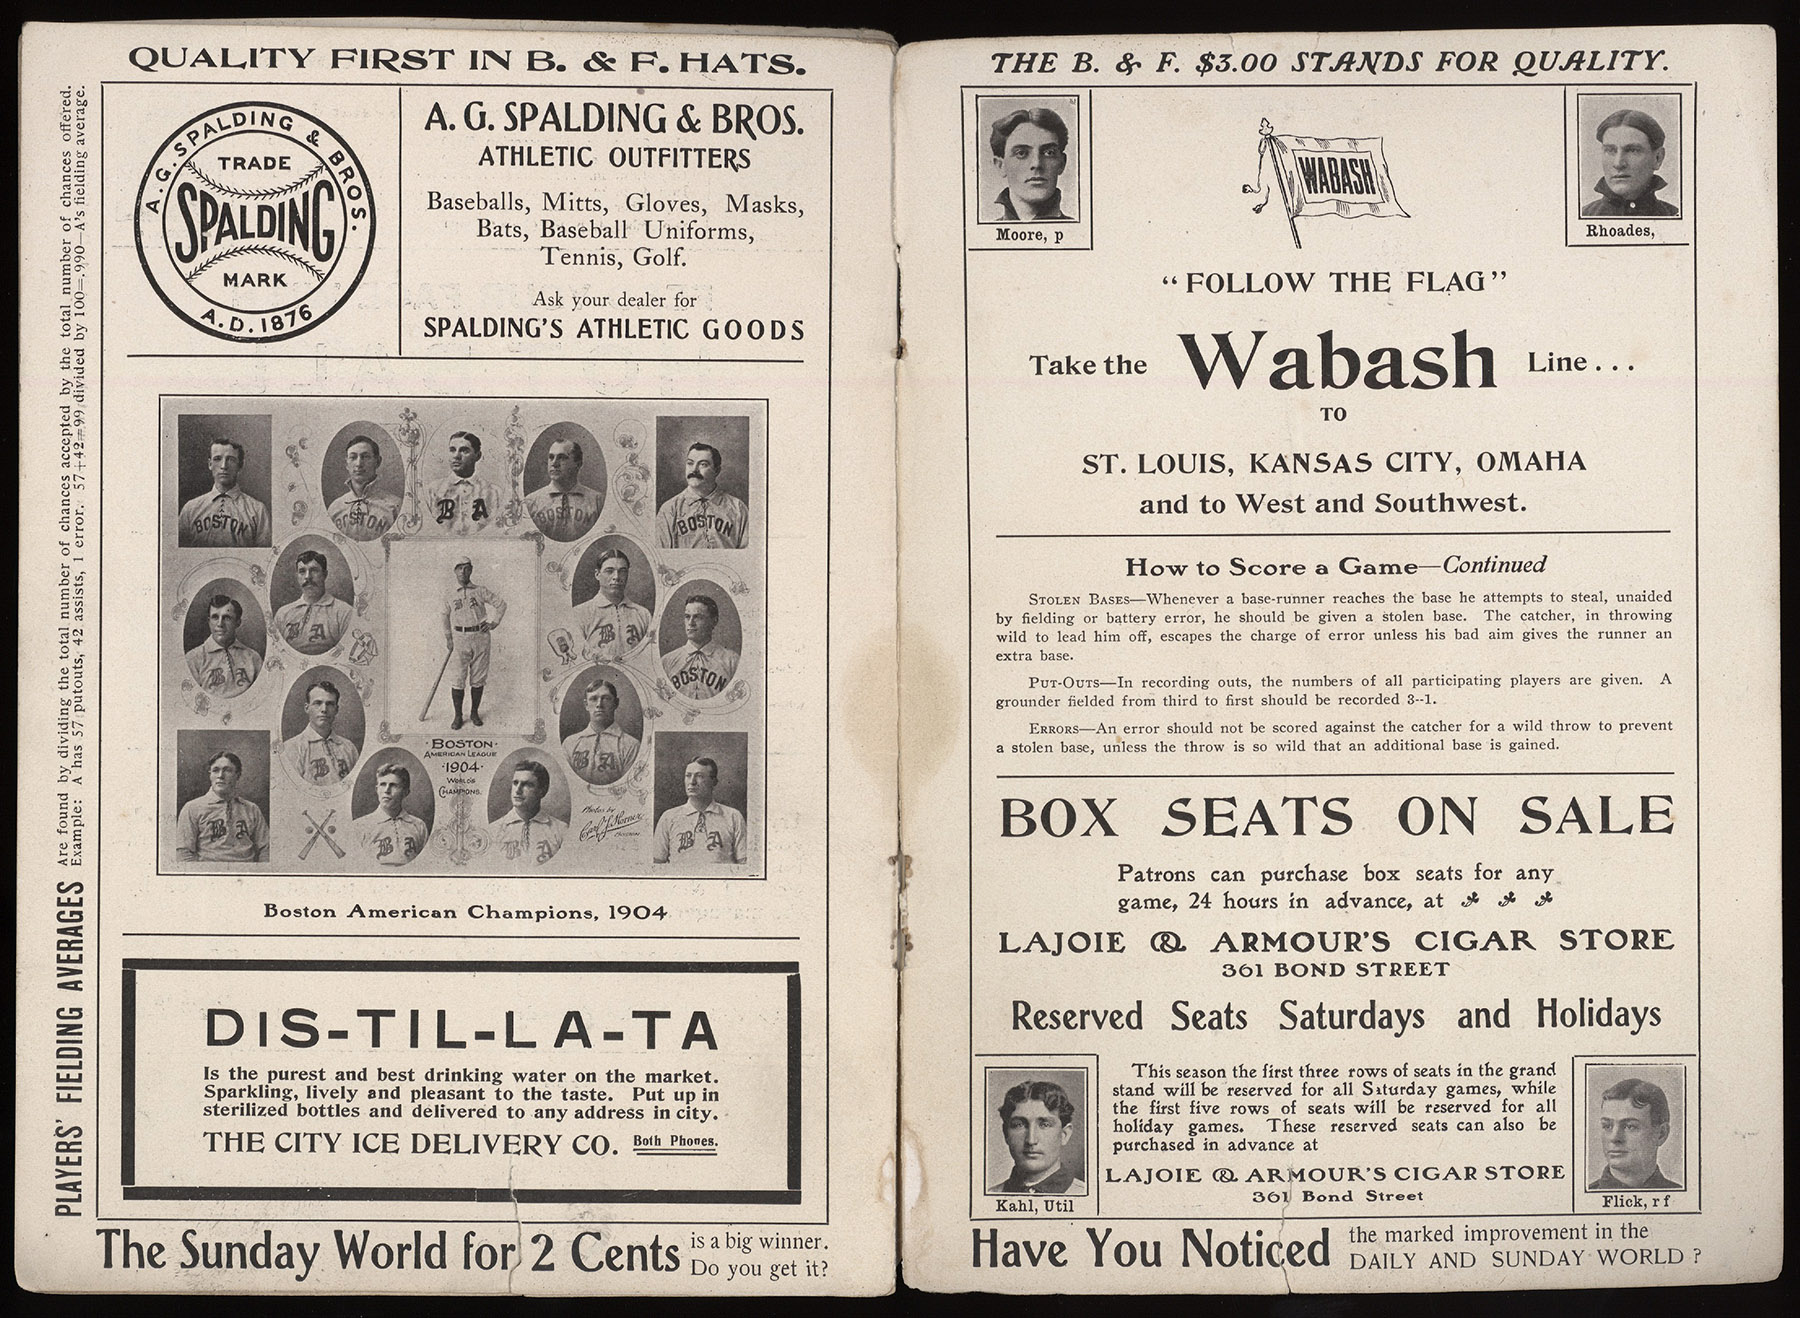 QUALITY FIRST IN B. & F. HATS.
PLAYERS' FIELDING AVERAGES
Are found by dividing the total number of chances accepted by the total number of chances offered.
Example: A has 57 putouts, 42 assists, 1 error. 57+42=99 divided by 100=.990—A's fielding average.
A. G. SPALDING & BROS.
TRADE
SPALDING
MARK
A.D. 1876
A. G. SPALDING & BROS.
ATHLETIC OUTFITTERS
Baseballs, Mitts, Gloves, Masks,
Bats, Baseball Uniforms,
Tennis, Golf.
Ask your dealer for
SPALDING'S ATHLETIC GOODS
BOSTON
BOSTON
B A
BOSTON
BOSTON
B A
B A
B A
B A
BOSTON
B A
B A
·BOSTON·
AMERICAN LEAGUE
·1904·
WORLD'S
CHAMPIONS.
B A
B A
B A
B A
Photos by
Carl J. Horner
BOSTON
Boston American Champions, 1904
DIS-TIL-LA-TA
Is the purest and best drinking water on the market.
Sparkling, lively and pleasant to the taste. Put up in
sterilized bottles and delivered to any address in city.
THE CITY ICE DELIVERY CO. Both Phones.
The Sunday World for 2 Cents is a big winner.
Do you get it?
THE B. & F. $3.00 STANDS FOR QUALITY.
Moore, p
WABASH
Rhoades,
"FOLLOW THE FLAG"
Take the Wabash Line...
TO
ST. LOUIS, KANSAS CITY, OMAHA
and to West and Southwest.
How to Score a Game—Continued
STOLEN BASES—Whenever a base-runner reaches the base he attempts to steal, unaided
by fielding or battery error, he should be given a stolen base. The catcher, in throwing
wild to lead him off, escapes the charge of error unless his bad aim gives the runner an
extra base.
PUT-OUTS—In recording outs, the numbers of all participating players are given. A
grounder fielded from third to first should be recorded 3--1.
ERRORS—An error should not be scored against the catcher for a wild throw to prevent
a stolen base, unless the throw is so wild that an additional base is gained.
BOX SEATS ON SALE
Patrons can purchase box seats for any
game, 24 hours in advance, at
LAJOIE & ARMOUR'S CIGAR STORE
361 BOND STREET
Reserved Seats Saturdays and Holidays
Kahl, Util
This season the first three rows of seats in the grand
stand will be reserved for all Saturday games, while
the first five rows of seats will be reserved for all
holiday games. These reserved seats can also be
purchased in advance at
LAJOIE & ARMOUR'S CIGAR STORE
361 Bond Street
Flick, r f
Have You Noticed the marked improvement in the
DAILY AND SUNDAY WORLD?